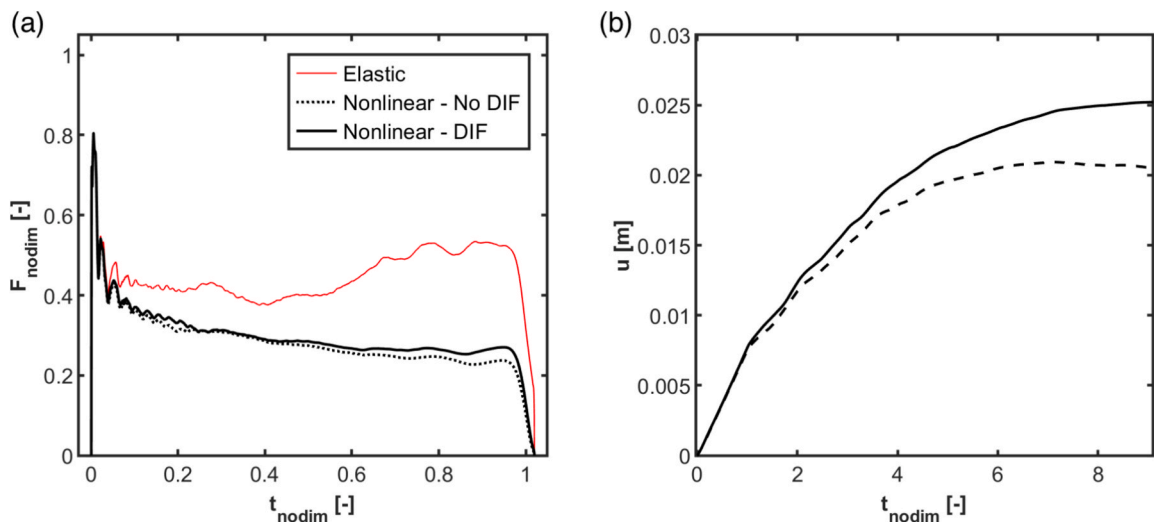 (a)
1
0.8
0.6
0.4
0.2
0
F_nodim [-]
Elastic
Nonlinear - No DIF
Nonlinear - DIF
0 0.2 0.4 0.6 0.8 1
t_nodim [-]
(b)
0.03
0.025
0.02
0.015
0.01
0.005
0
u [m]
0 2 4 6 8
t_nodim [-]